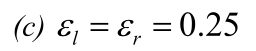 (c) ε_l = ε_r = 0.25